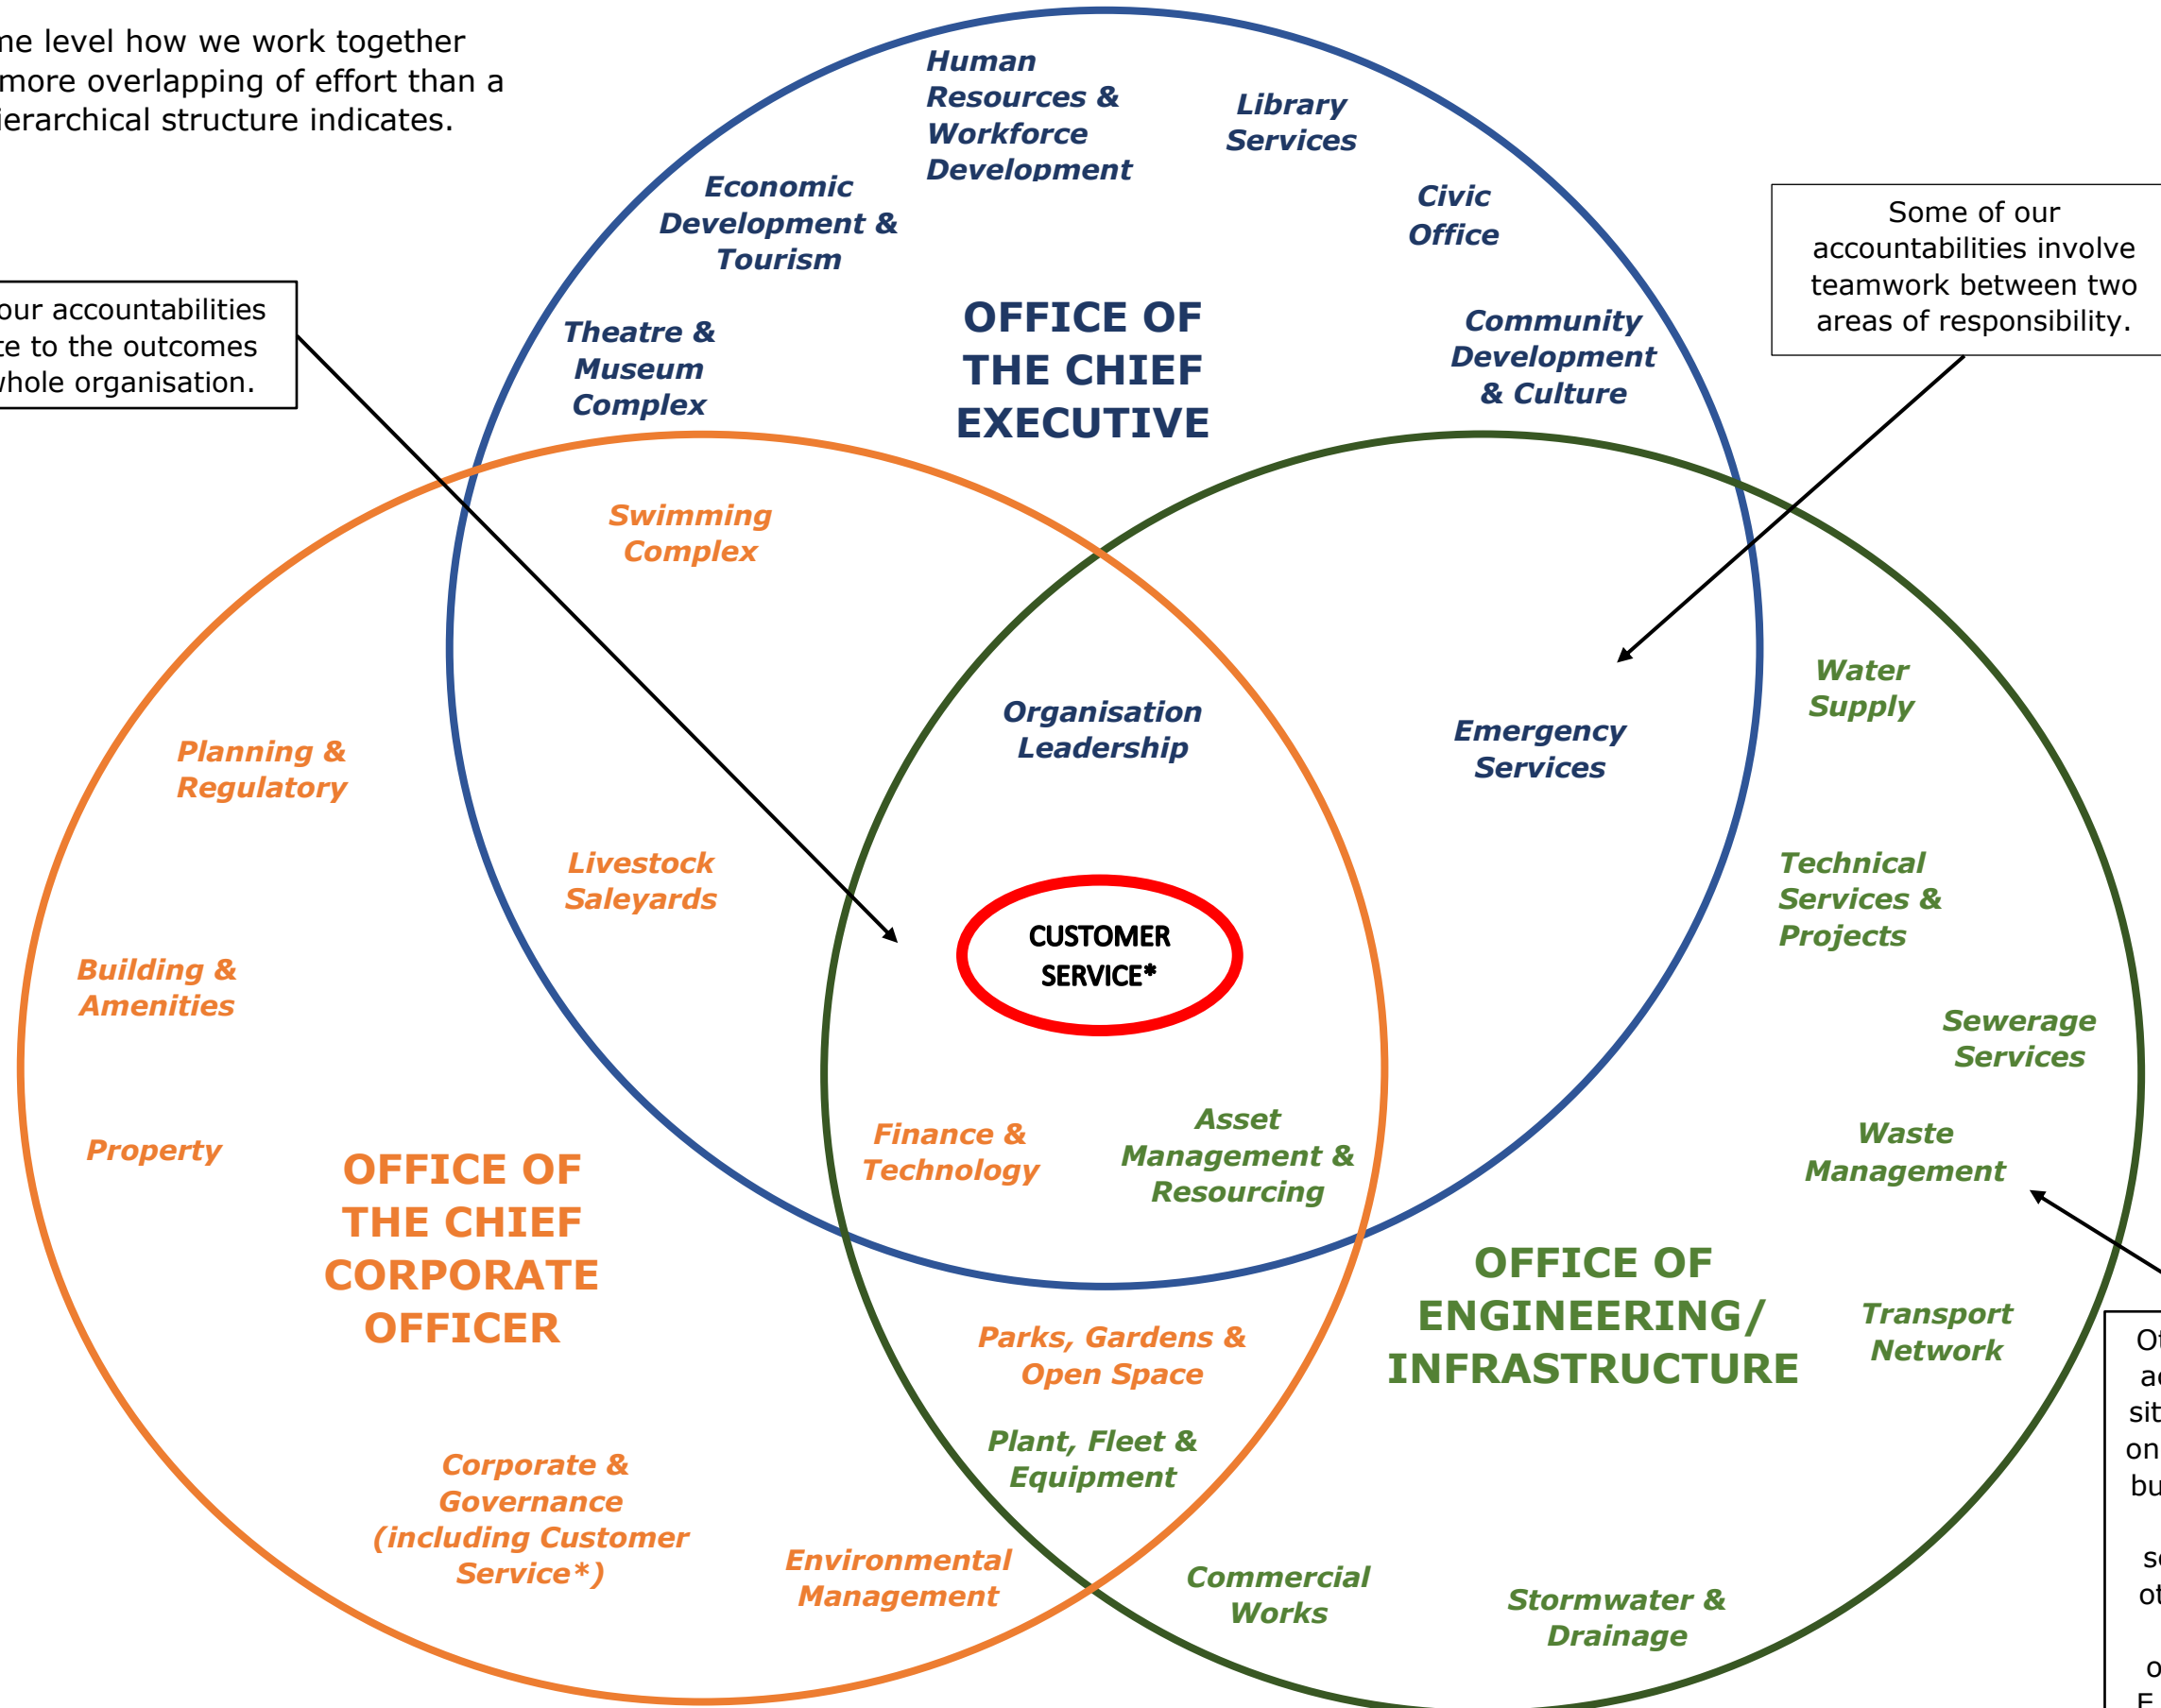 level how we work together
more overlapping of effort than a
structure indicates.
Human
Resources &
Workforce
Development
Library
Services
Economic
Development &
Tourism
Civic
Office
Some of our
accountabilities involve
teamwork between two
areas of responsibility.
our accountabilities
to the outcomes
organisation.
OFFICE OF
THE CHIEF
EXECUTIVE
Theatre &
Museum
Complex
Community
Development
& Culture
Swimming
Complex
Organisation
Leadership
Emergency
Services
Water
Supply
Planning &
Regulatory
Livestock
Saleyards
Technical
Services &
Projects
CUSTOMER
SERVICE*
Building &
Amenities
Sewerage
Services
Property
Finance &
Technology
Asset
Management &
Resourcing
Waste
Management
OFFICE OF
THE CHIEF
CORPORATE
OFFICER
OFFICE OF
ENGINEERING/
INFRASTRUCTURE
Transport
Network
Parks, Gardens &
Open Space
Plant, Fleet &
Equipment
Corporate &
Governance
(including Customer
Service*)
Environmental
Management
Commercial
Works
Stormwater &
Drainage